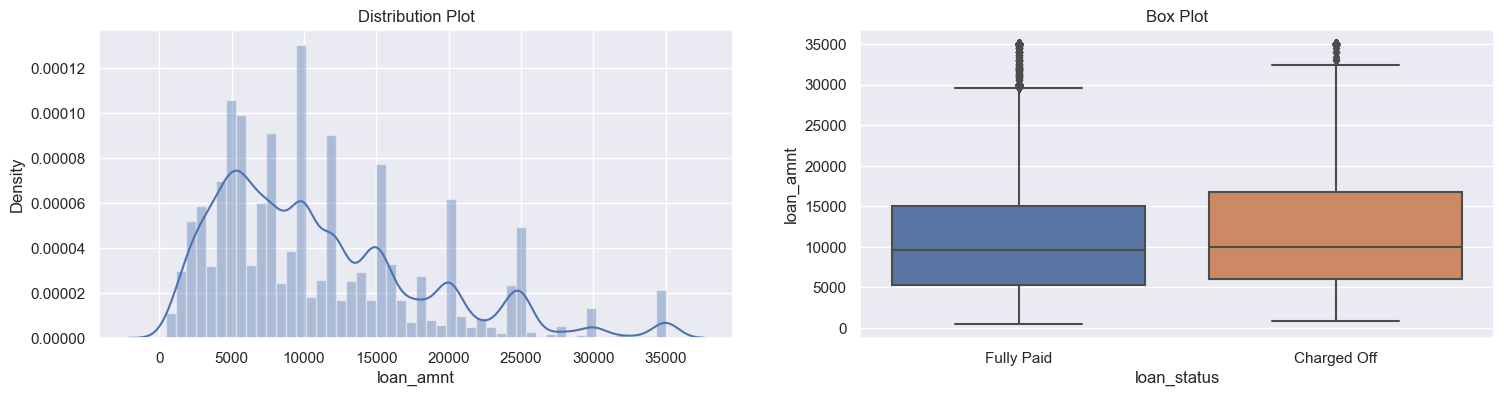 Distribution Plot
Density
0.00012
0.00010
0.00008
0.00006
0.00004
0.00002
0.00000
0 5000 10000 15000 20000 25000 30000 35000
loan_amnt
Box Plot
loan_amnt
35000
30000
25000
20000
15000
10000
5000
0
Fully Paid Charged Off
loan_status